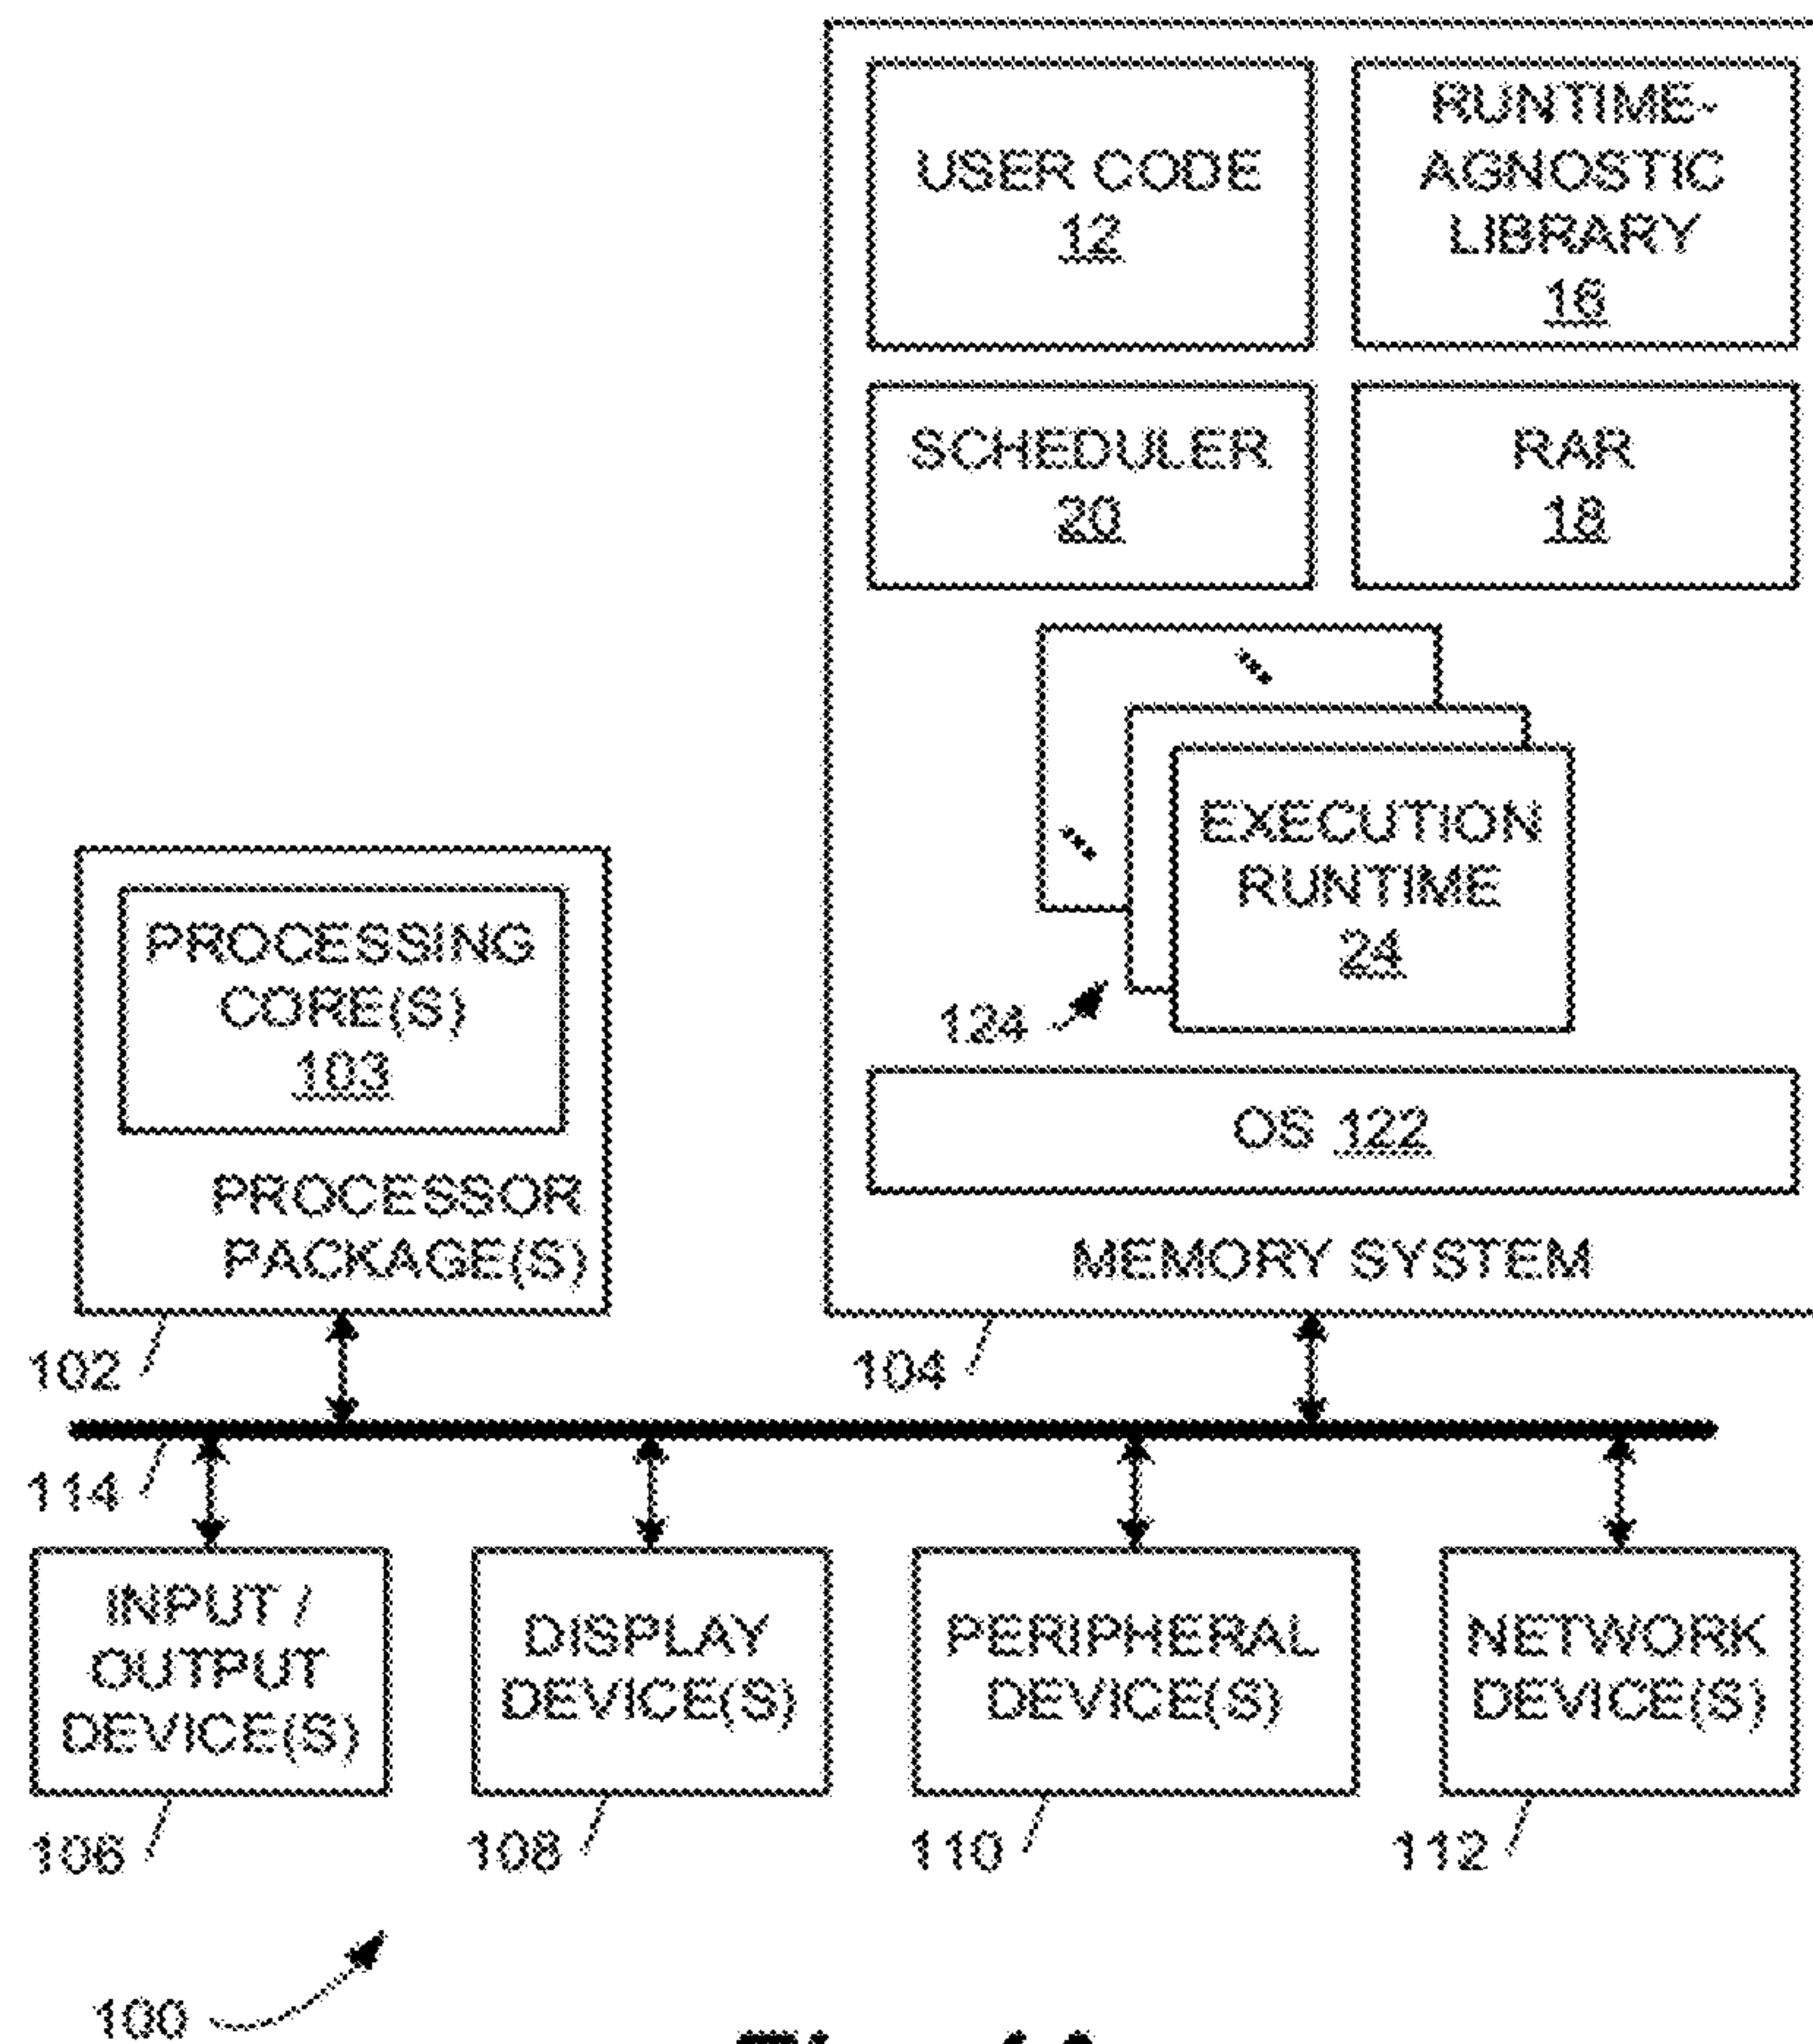 USER CODE
12
RUNTIME-
AGNOSTIC
LIBRARY
16
SCHEDULER
20
RAR
18
EXECUTION
RUNTIME
24
124
OS 122
MEMORY SYSTEM
104
PROCESSING
CORE(S)
103
PROCESSOR
PACKAGE(S)
102
114
INPUT /
OUTPUT
DEVICE(S)
106
DISPLAY
DEVICE(S)
108
PERIPHERAL
DEVICE(S)
110
NETWORK
DEVICE(S)
112
100